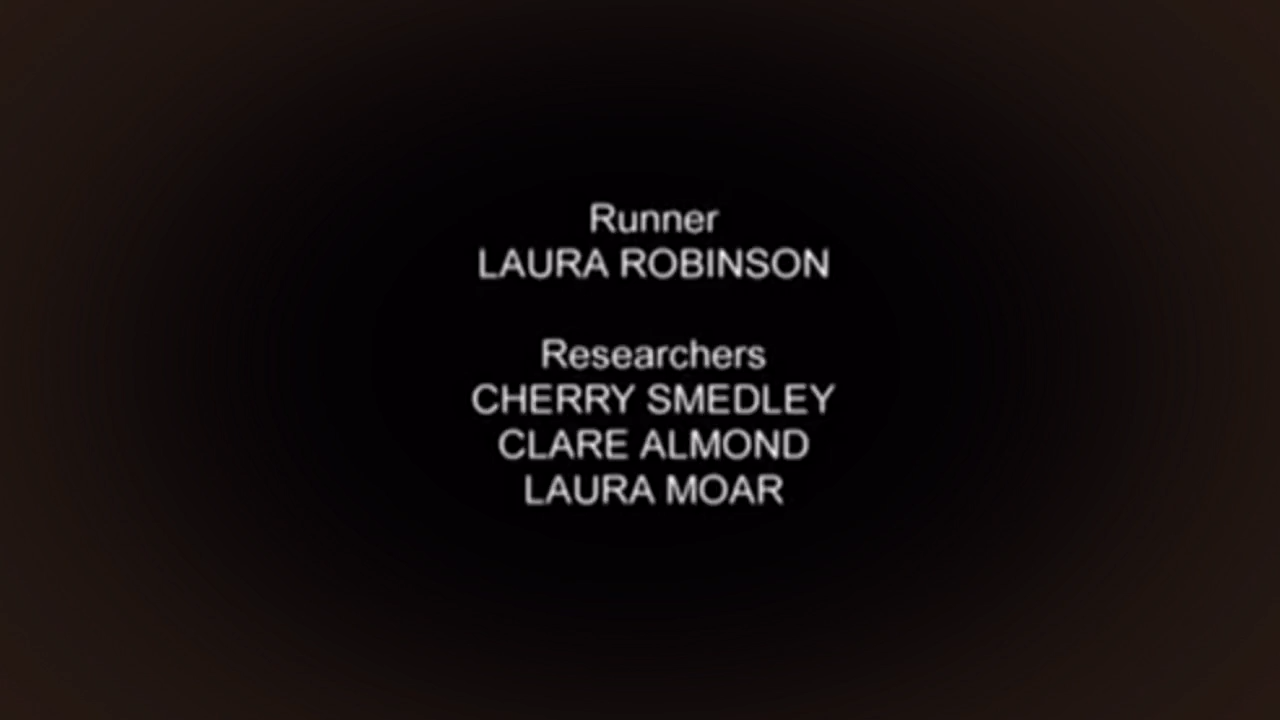 Runner
LAURA ROBINSON
Researchers
CHERRY SMEDLEY
CLARE ALMOND
LAURA MOAR